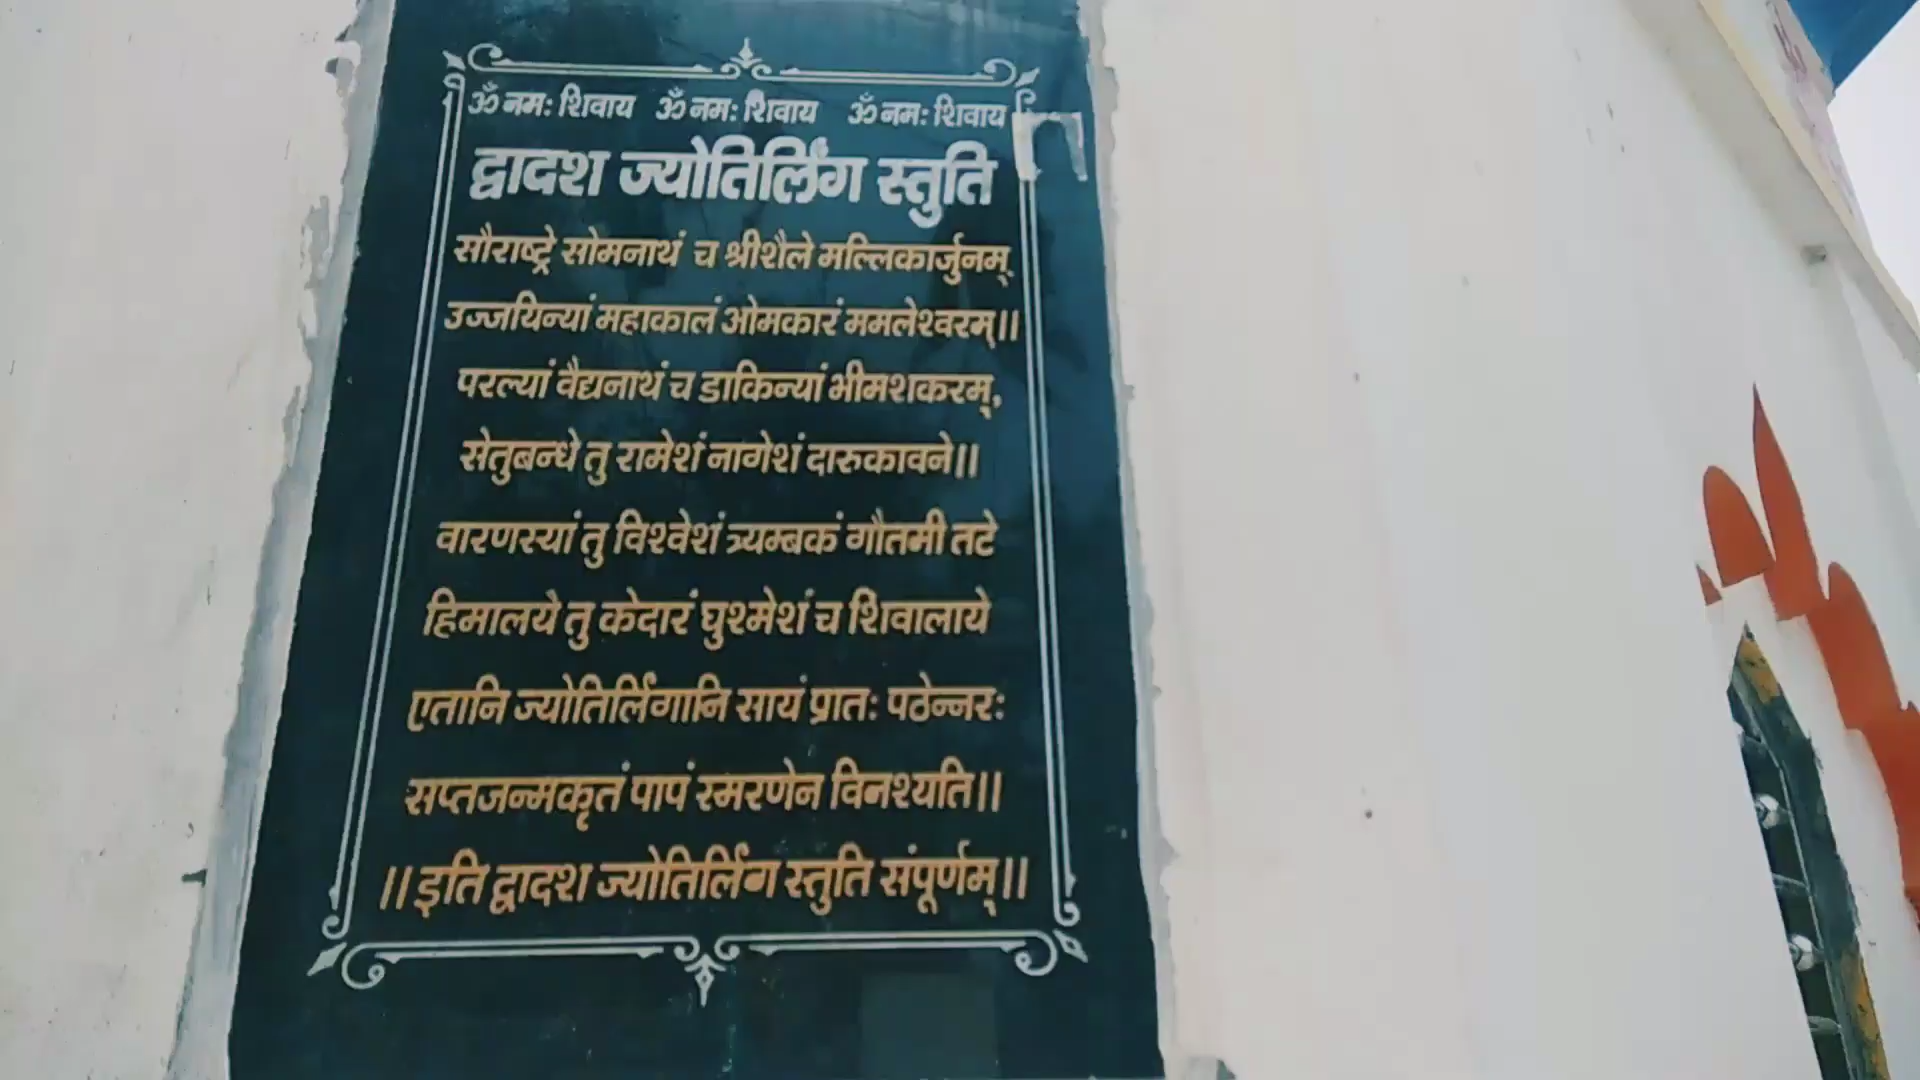 ॐ नमः शिवाय ॐ नमः शिवाय ॐ नमः शिवाय
द्वादश ज्योतिर्लिंग स्तुति
सौराष्ट्रे सोमनाथं च श्रीशैले मल्लिकार्जुनम्
उज्जयिन्यां महाकालं ओमकारं ममलेश्वरम्।।
परल्यां वैद्यनाथं च डाकिन्यां भीमशकरम्,
सेतुबन्धे तु रामेशं नागेशं दारुकावने।।
वारणस्यां तु विश्वेशं त्र्यम्बकं गौतमी तटे
हिमालये तु केदारं घुश्मेशं च शिवालाये
एतानि ज्योतिर्लिंगानि सायं प्रातः पठेन्नरः
सप्तजन्मकृतं पापं स्मरणेन विनश्यति।।
।।इति द्वादश ज्योतिर्लिंग स्तुति संपूर्णम्।।